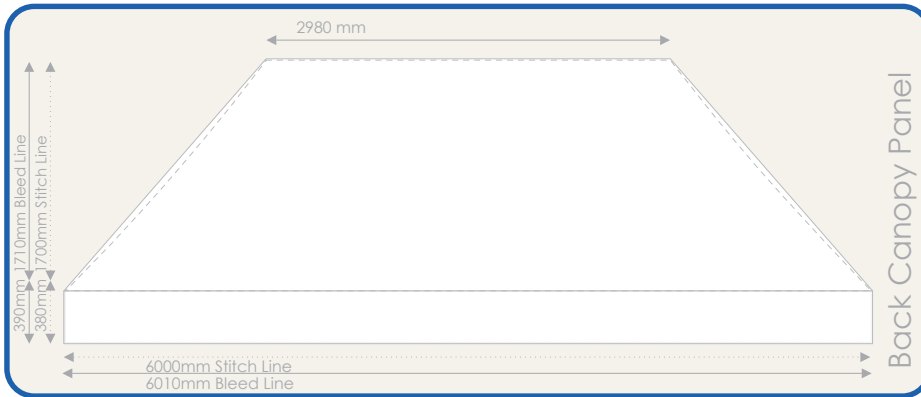 2980 mm
390mm 1710mm Bleed Line
380mm 1700mm Stitch Line
Back Canopy Panel
6000mm Stitch Line
6010mm Bleed Line